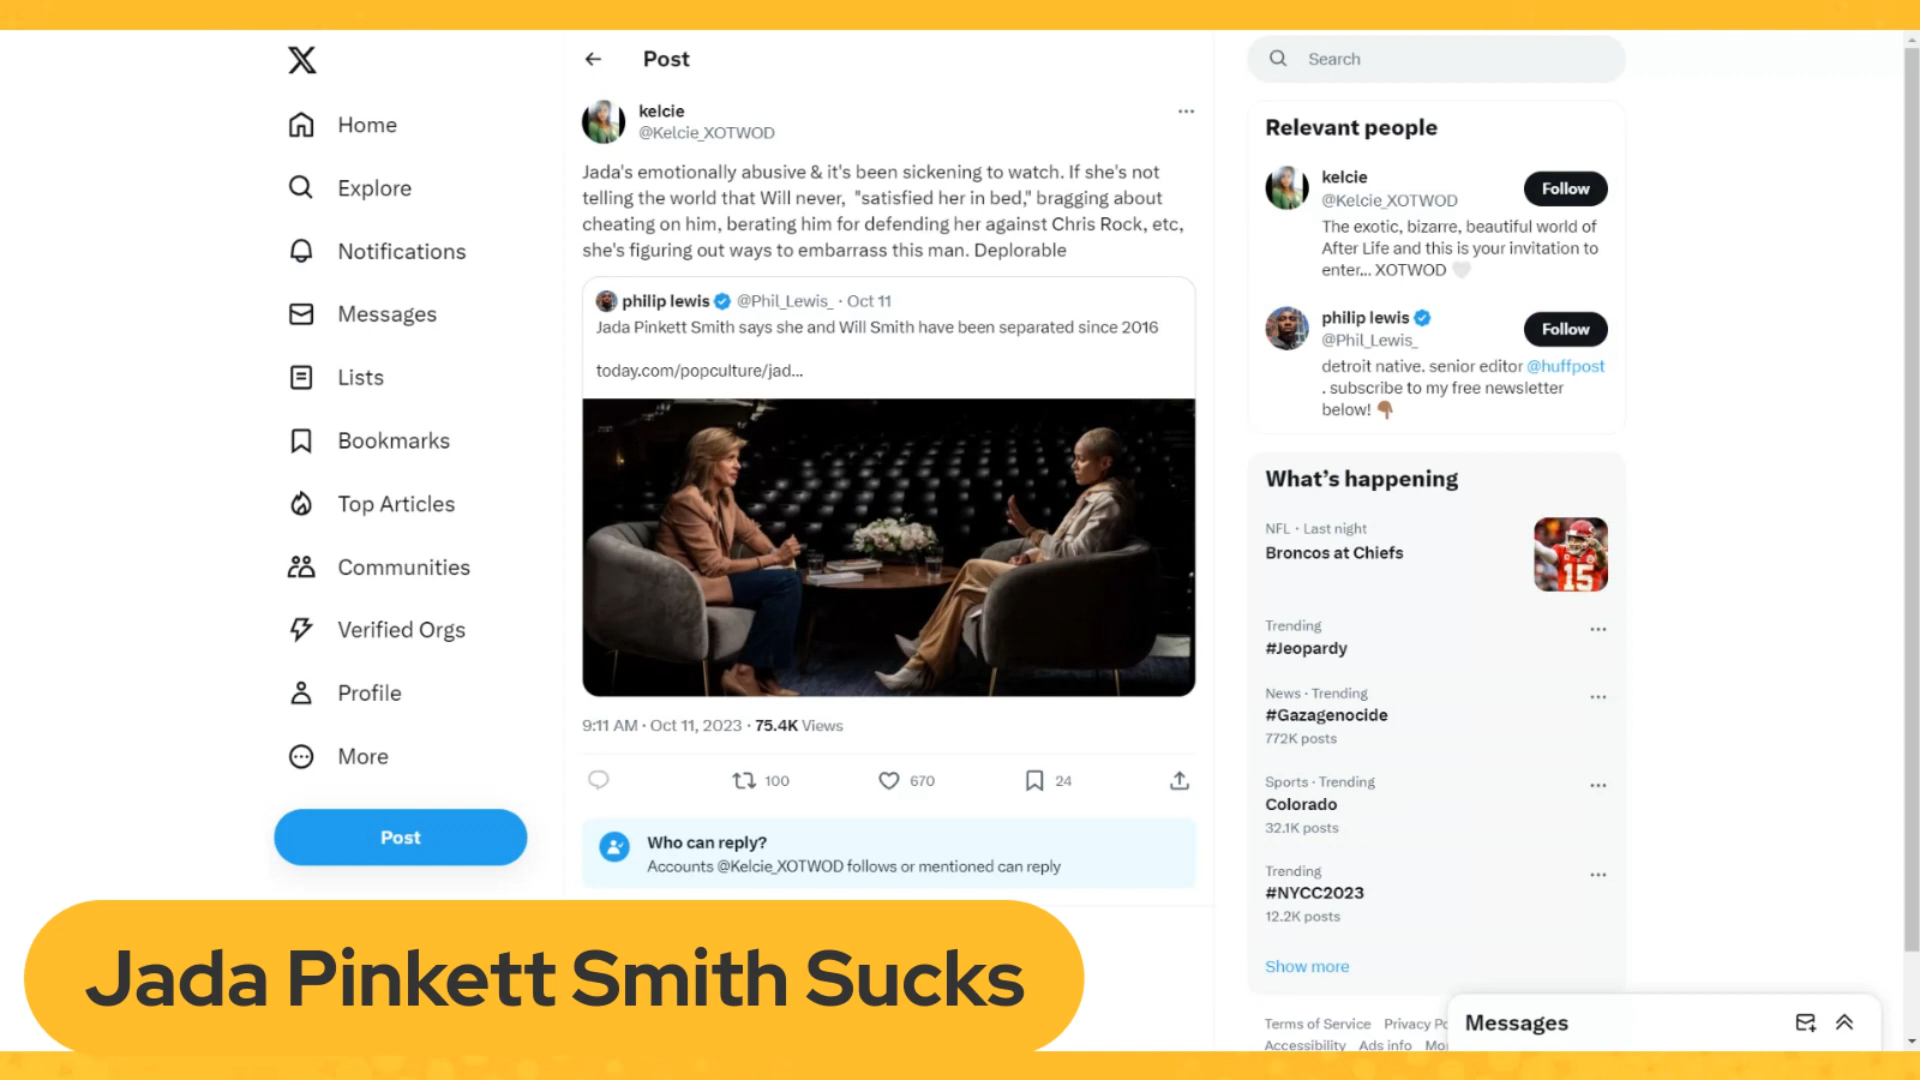 Home
Explore
Notifications
Messages
Lists
Bookmarks
Top Articles
Communities
Verified Orgs
Profile
More
Post
Post
kelcie
@Kelcie_XOTWOD
Jada's emotionally abusive & it's been sickening to watch. If she's not
telling the world that Will never, "satisfied her in bed," bragging about
cheating on him, berating him for defending her against Chris Rock, etc,
she's figuring out ways to embarrass this man. Deplorable
philip lewis @Phil_Lewis_ · Oct 11
Jada Pinkett Smith says she and Will Smith have been separated since 2016
today.com/popculture/jad...
9:11 AM · Oct 11, 2023 · 75.4K Views
100 670 24
Who can reply?
Accounts @Kelcie_XOTWOD follows or mentioned can reply
Search
Relevant people
kelcie
@Kelcie_XOTWOD
Follow
The exotic, bizarre, beautiful world of
After Life and this is your invitation to
enter... XOTWOD 🤍
philip lewis
@Phil_Lewis_
Follow
detroit native. senior editor @huffpost
. subscribe to my free newsletter
below! 👇🏾
What's happening
NFL · Last night
Broncos at Chiefs
15
Trending
#Jeopardy
News · Trending
#Gazagenocide
772K posts
Sports · Trending
Colorado
32.1K posts
Trending
#NYCC2023
12.2K posts
Show more
Terms of Service Privacy
Accessibility Ads info
Messages
Jada Pinkett Smith Sucks